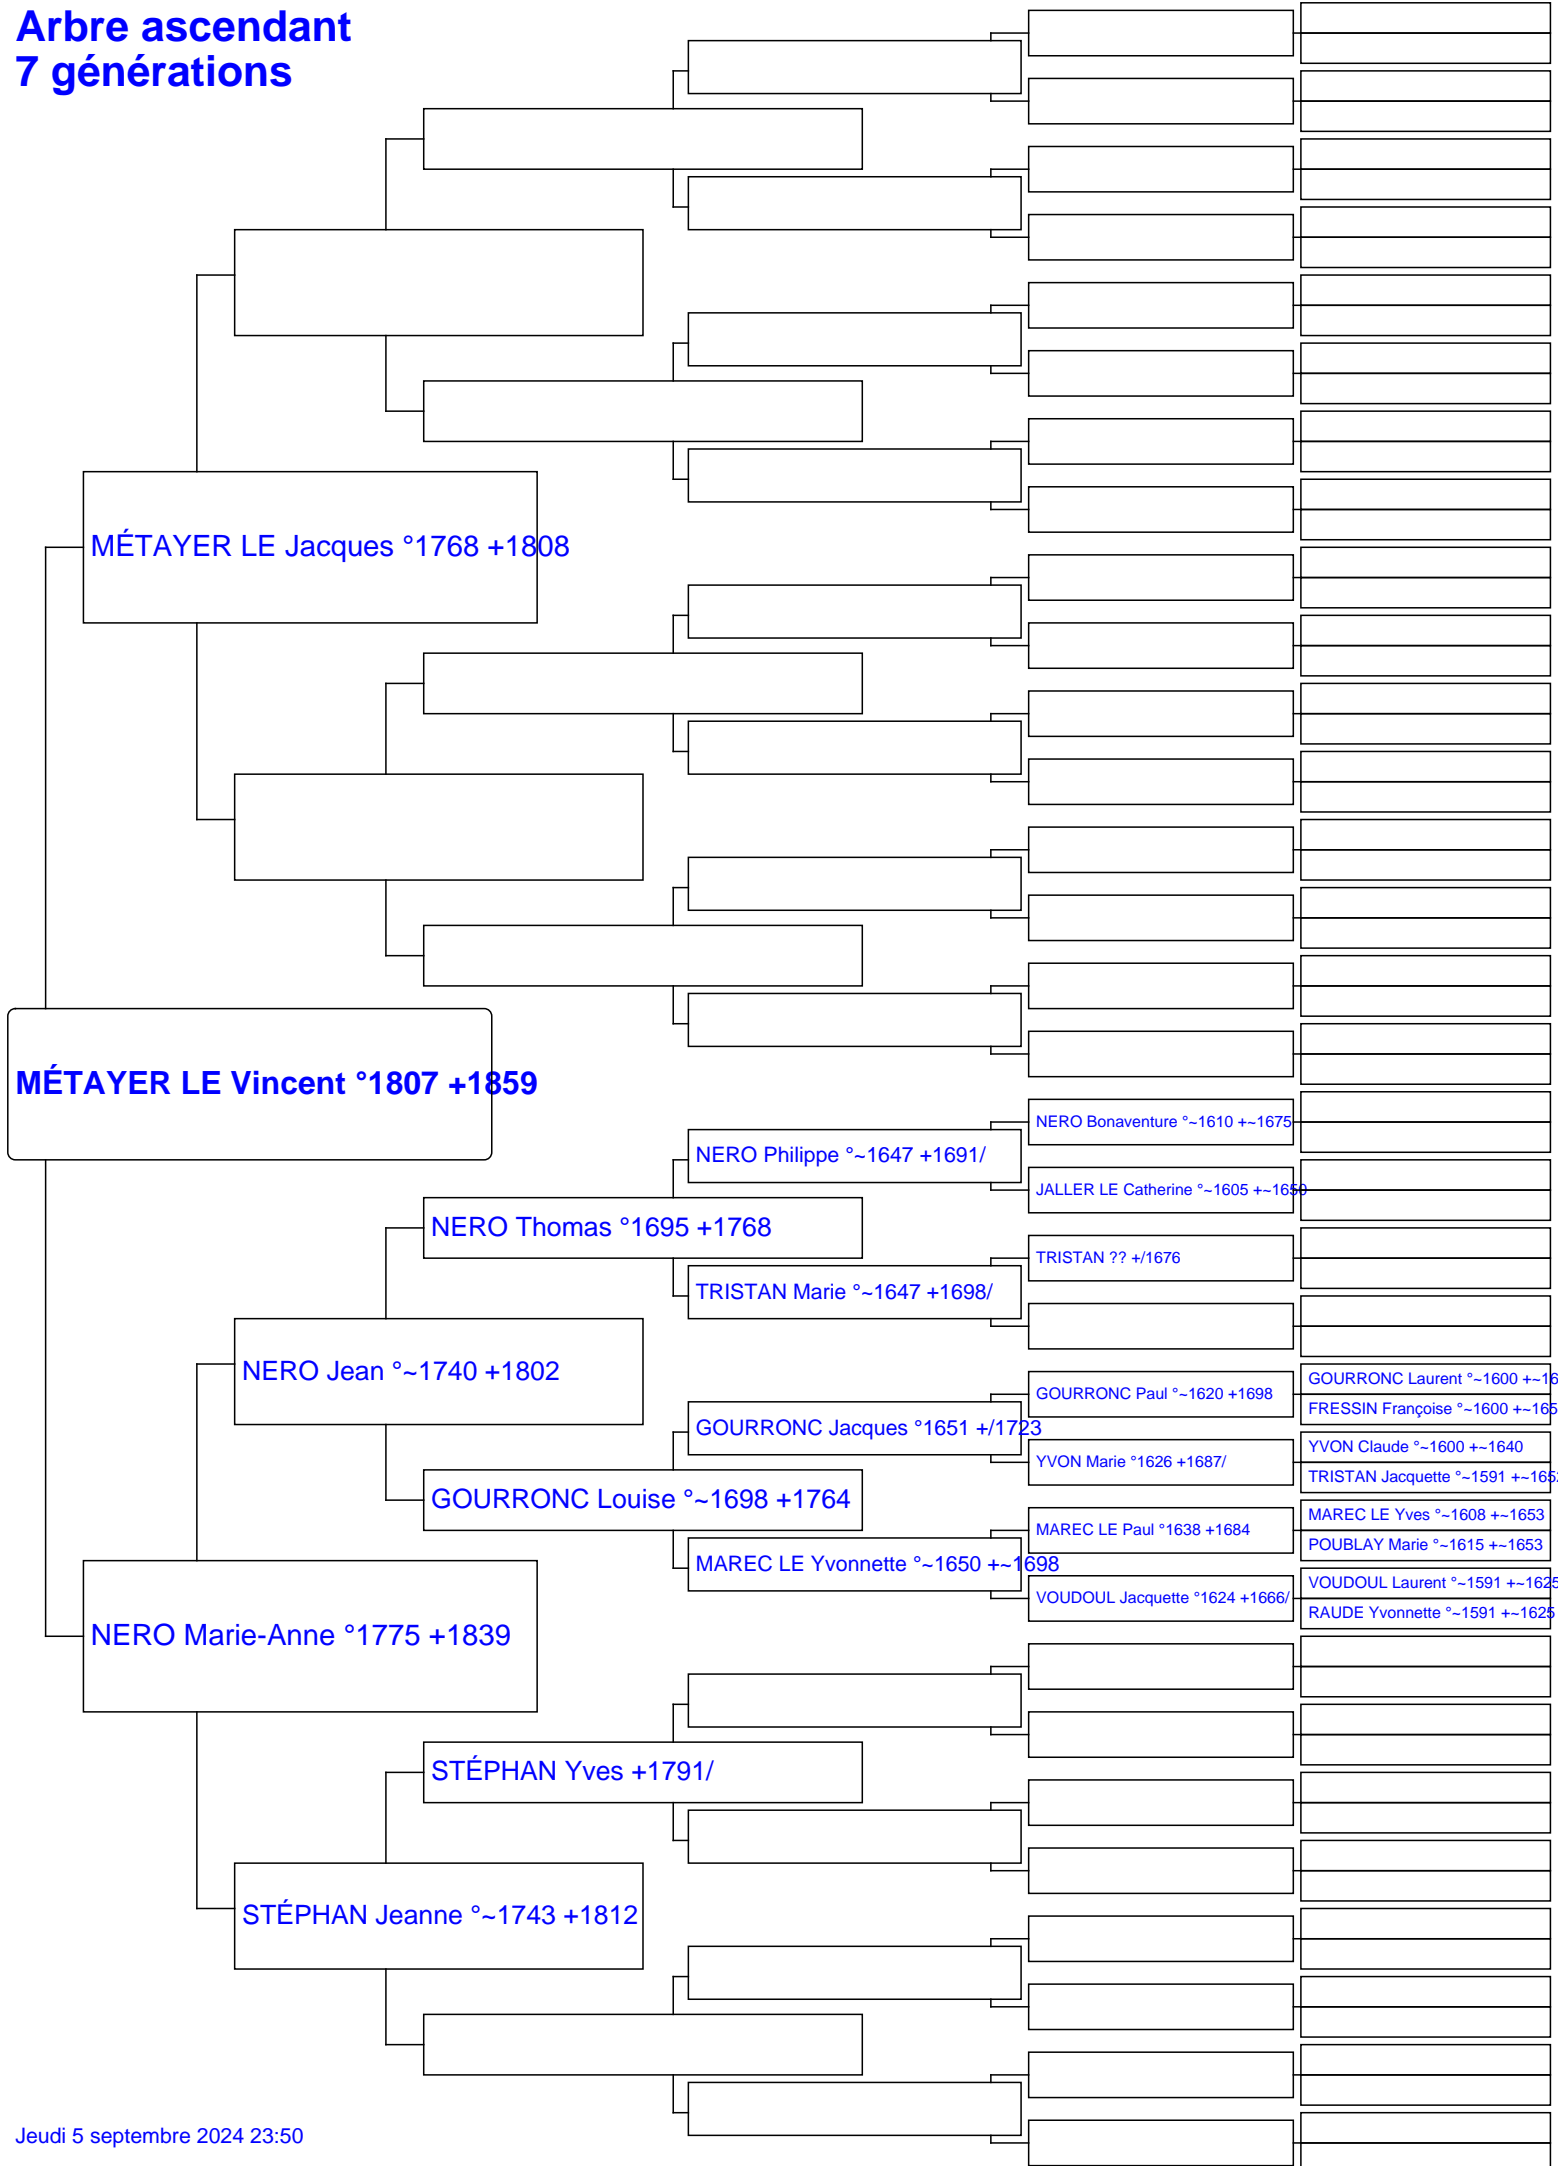 Arbre ascendant
7 générations
MÉTAYER LE Jacques °1768 +1808
MÉTAYER LE Vincent °1807 +1859
NERO Bonaventure °~1610 +~1675
NERO Philippe °~1647 +1691/
JALLER LE Catherine °~1605 +~1650
NERO Thomas °1695 +1768
TRISTAN ?? +/1676
TRISTAN Marie °~1647 +1698/
NERO Jean °~1740 +1802
GOURRONC Laurent °~1600 +~16
GOURRONC Paul °~1620 +1698
FRESSIN Françoise °~1600 +~165
GOURRONC Jacques °1651 +/1723
YVON Claude °~1600 +~1640
YVON Marie °1626 +1687/
TRISTAN Jacquette °~1591 +~1652
GOURRONC Louise °~1698 +1764
MAREC LE Yves °~1608 +~1653
MAREC LE Paul °1638 +1684
POUBLAY Marie °~1615 +~1653
MAREC LE Yvonnette °~1650 +~1698
VOUDOUL Laurent °~1591 +~1625
VOUDOUL Jacquette °1624 +1666/
RAUDE Yvonnette °~1591 +~1625
NERO Marie-Anne °1775 +1839
STÉPHAN Yves +1791/
STÉPHAN Jeanne °~1743 +1812
Jeudi 5 septembre 2024 23:50